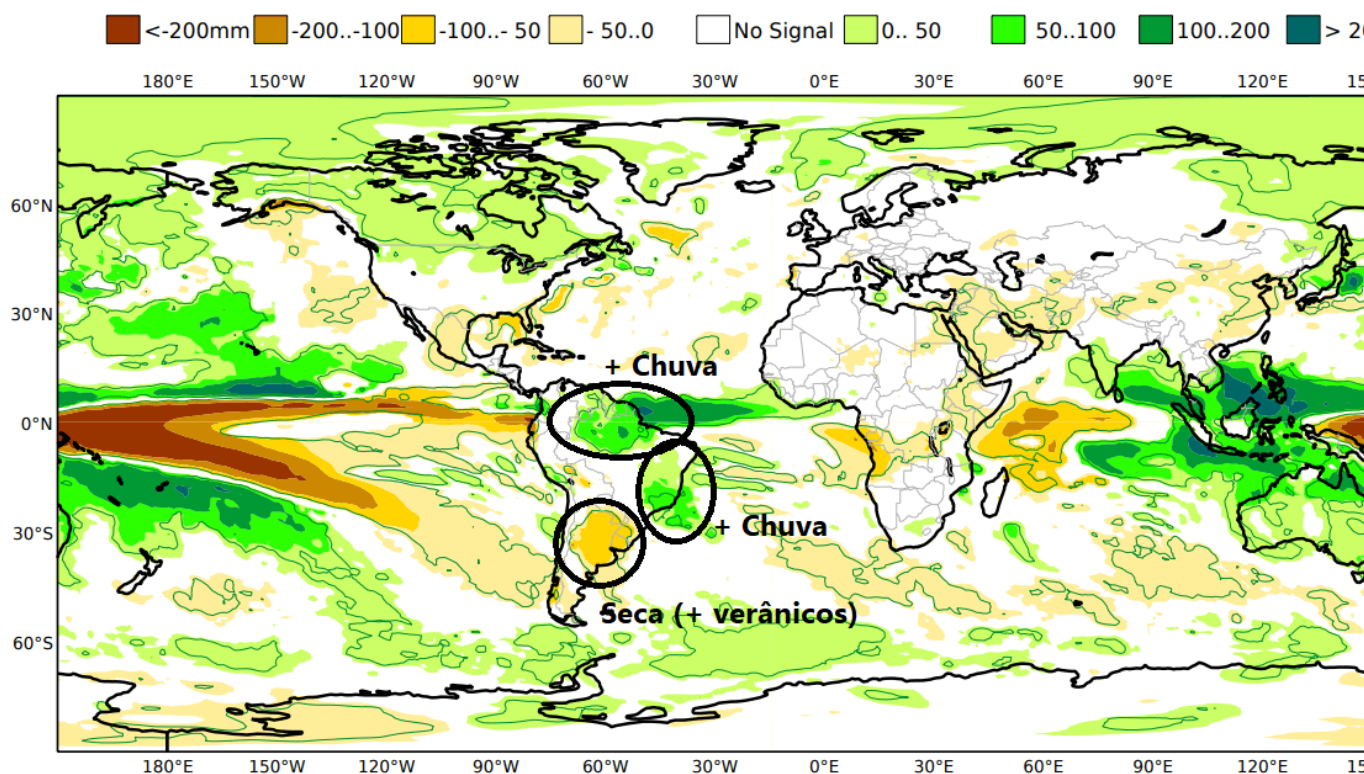 <-200mm -200..-100 -100..- 50 - 50..0 No Signal 0.. 50 50..100 100..200 > 20
180°E 150°W 120°W 90°W 60°W 30°W 0°E 30°E 60°E 90°E 120°E 15
60°N
30°N
+ Chuva
0°N
+ Chuva
30°S
Seca (+ verânicos)
60°S
180°E 150°W 120°W 90°W 60°W 30°W 0°E 30°E 60°E 90°E 120°E 15